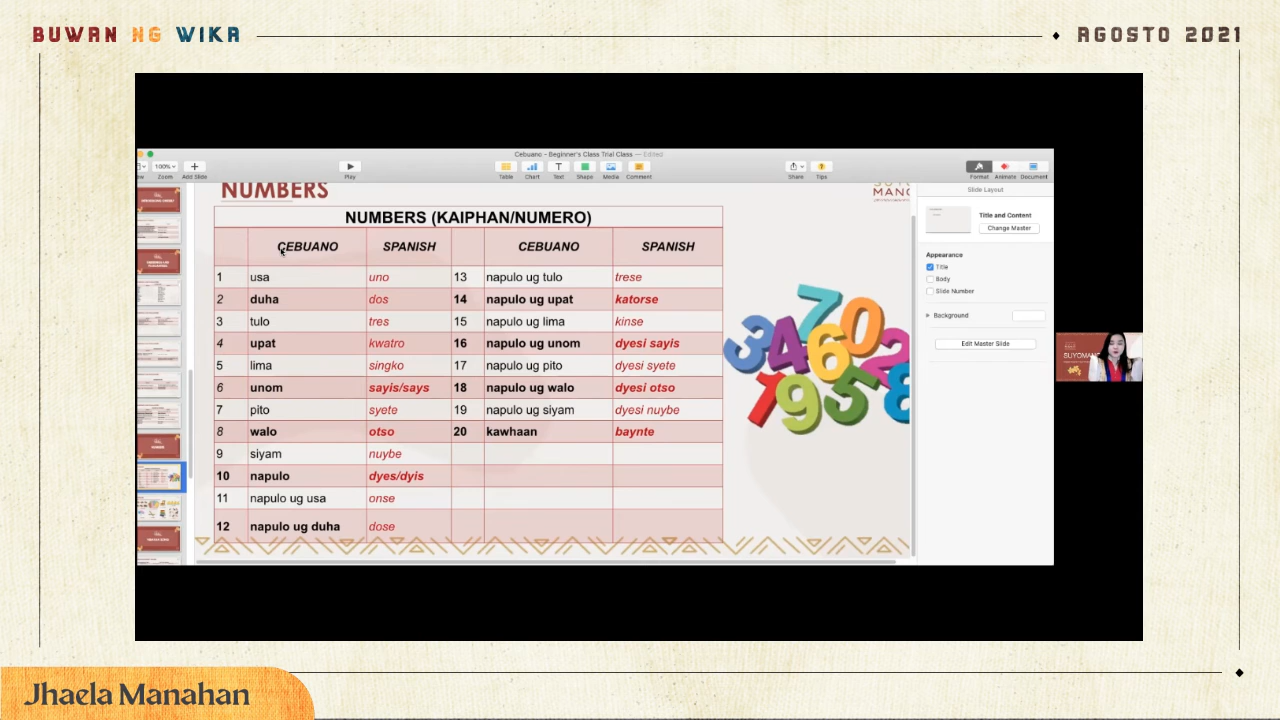 BUWAN NG WIKA
AGOSTO 2021
Cebuano - Beginner's Class Trial Class — Edited
100%
Zoom Add Slide Play Table Chart Text Shape Media Comment Share Tips Format Animate Document
NUMBERS
MANO
NUMBERS (KAIPHAN/NUMERO)
CEBUANO SPANISH CEBUANO SPANISH
1 usa uno 13 napulo ug tulo trese
2 duha dos 14 napulo ug upat katorse
3 tulo tres 15 napulo ug lima kinse
4 upat kwatro 16 napulo ug unom dyesi sayis
5 lima singko 17 napulo ug pito dyesi syete
6 unom sayis/says 18 napulo ug walo dyesi otso
7 pito syete 19 napulo ug siyam dyesi nuybe
8 walo otso 20 kawhaan baynte
9 siyam nuybe
10 napulo dyes/dyis
11 napulo ug usa onse
12 napulo ug duha dose
Slide Layout
Title and Content
Change Master
Appearance
Title
Body
Slide Number
Background
Edit Master Slide
SUYOMANO
Jhaela Manahan